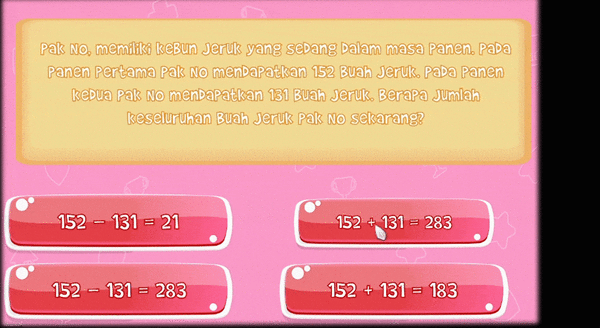 Pak No, memiliki kebun jeruk yang sedang dalam masa panen. Pada
panen pertama Pak No mendapatkan 152 buah jeruk. Pada panen
kedua Pak No mendapatkan 131 buah jeruk. Berapa jumlah
keseluruhan buah jeruk Pak No sekarang?
152 - 131 = 21
152 + 131 = 283
152 - 131 = 283
152 + 131 = 183